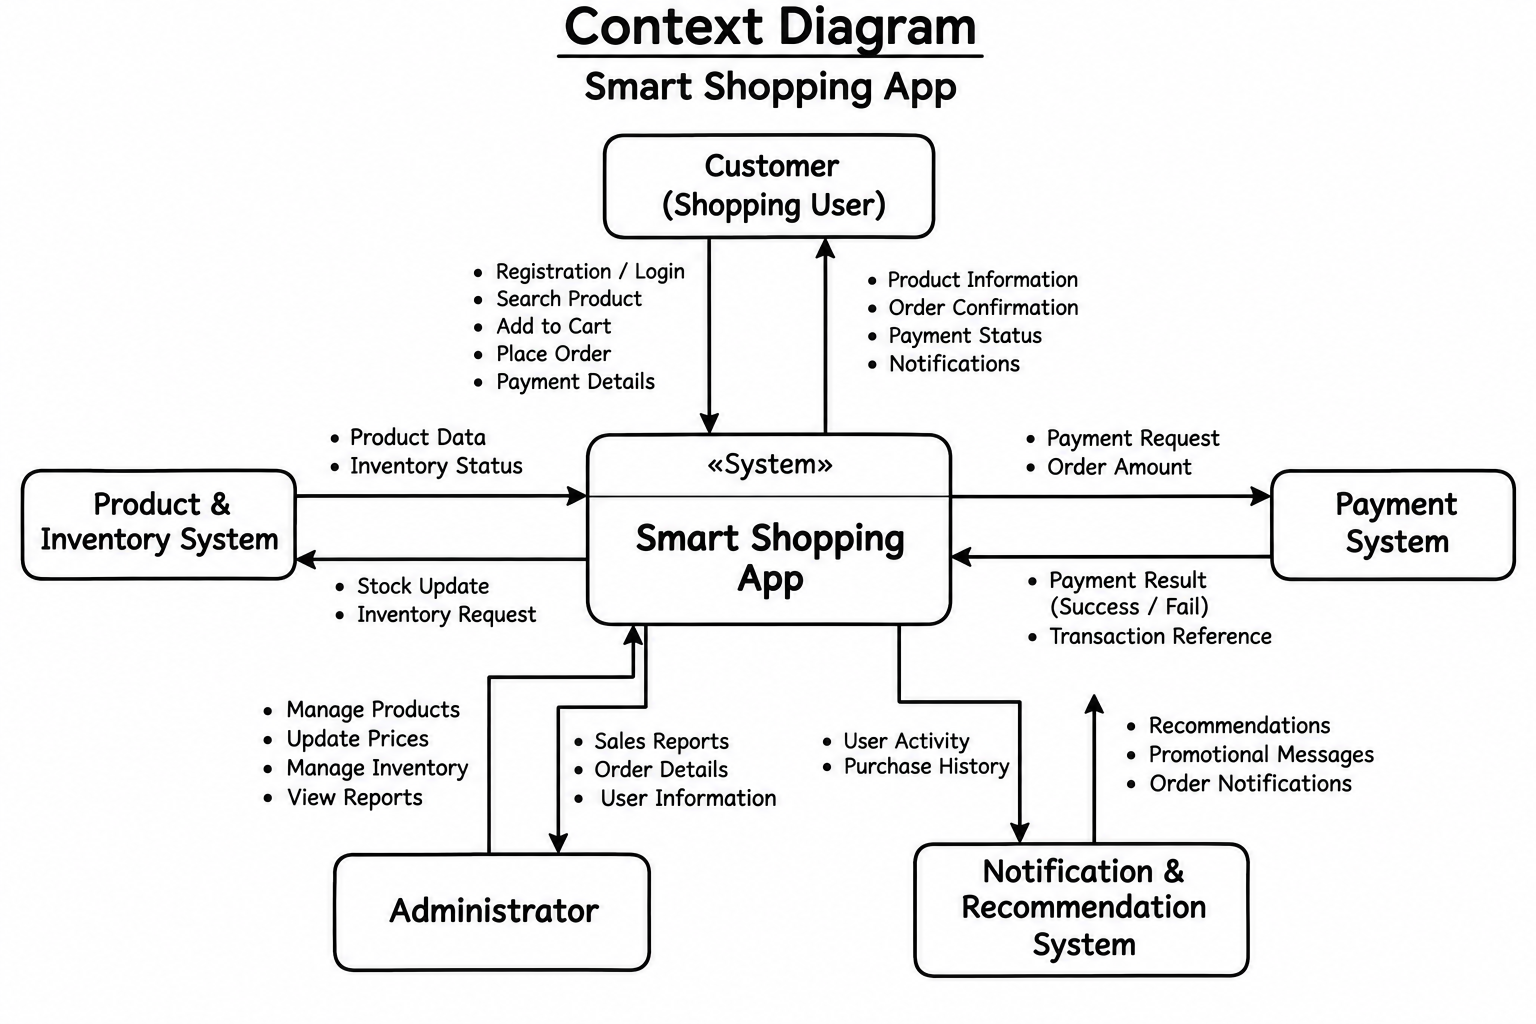 Context Diagram
Smart Shopping App
Customer
(Shopping User)
• Registration / Login
• Search Product
• Add to Cart
• Place Order
• Payment Details
• Product Information
• Order Confirmation
• Payment Status
• Notifications
• Product Data
• Inventory Status
Product &
Inventory System
• Stock Update
• Inventory Request
«System»
Smart Shopping
App
• Payment Request
• Order Amount
Payment
System
• Payment Result
(Success / Fail)
• Transaction Reference
• Manage Products
• Update Prices
• Manage Inventory
• View Reports
• Sales Reports
• Order Details
• User Information
• User Activity
• Purchase History
• Recommendations
• Promotional Messages
• Order Notifications
Administrator
Notification &
Recommendation
System